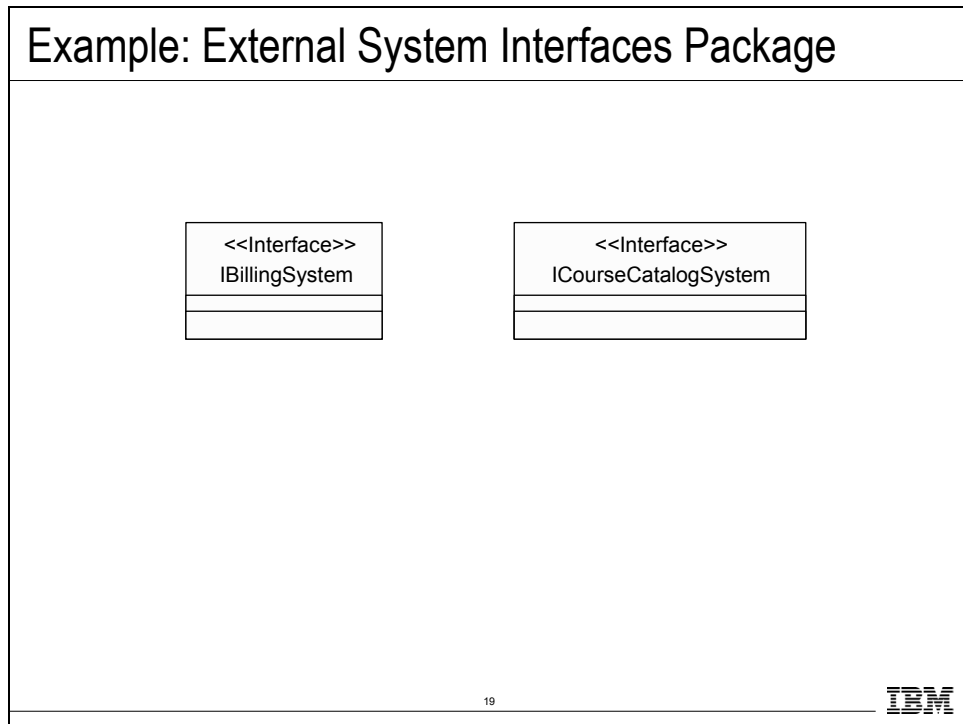 Example: External System Interfaces Package
<<Interface>>
IBillingSystem
<<Interface>>
ICourseCatalogSystem
19
IBM